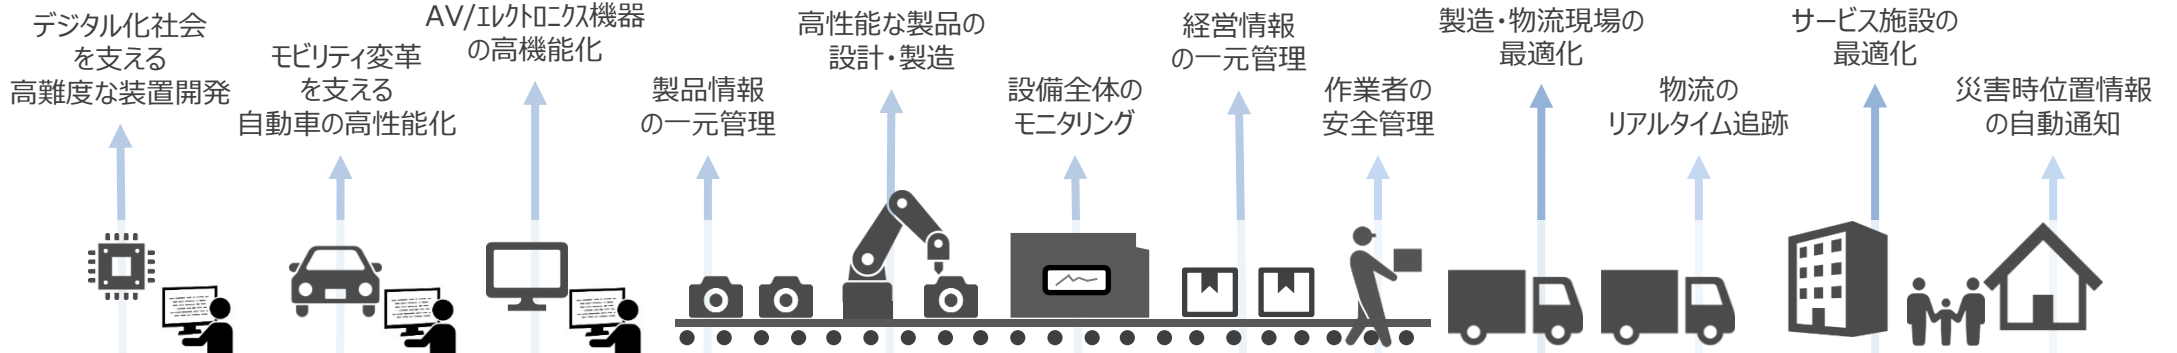 デジタル化社会
を支える
高難度な装置開発
モビリティ変革
を支える
自動車の高性能化
AV/ｴﾚｸﾄﾛﾆｸｽ機器
の高機能化
製品情報
の一元管理
高性能な製品の
設計・製造
設備全体の
モニタリング
経営情報
の一元管理
作業者の
安全管理
製造・物流現場の
最適化
物流の
リアルタイム追跡
サービス施設の
最適化
災害時位置情報
の自動通知